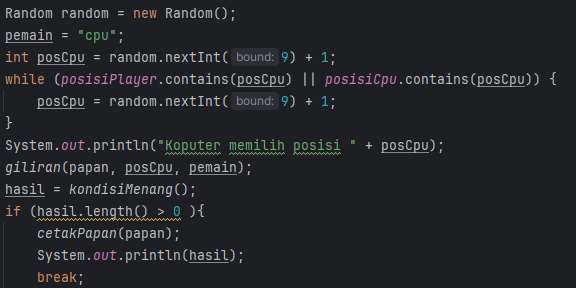 Random random = new Random();
pemain = "cpu";
int posCpu = random.nextInt( bound: 9) + 1;
while (posisiPlayer.contains(posCpu) || posisiCpu.contains(posCpu)) {
posCpu = random.nextInt( bound: 9) + 1;
}
System.out.println("Koputer memilih posisi " + posCpu);
giliran(papan, posCpu, pemain);
hasil = kondisiMenang();
if (hasil.length() > 0 ){
cetakPapan(papan);
System.out.println(hasil);
break;